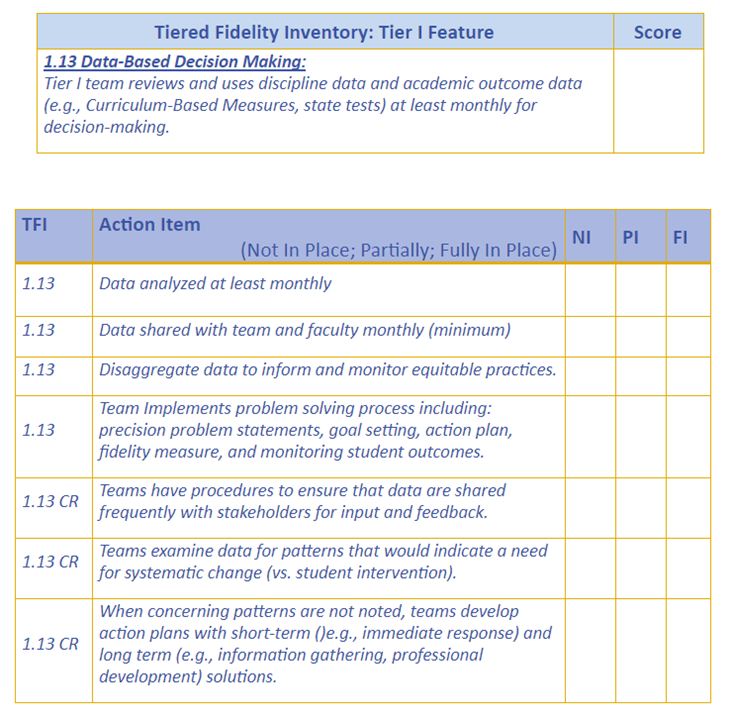 Tiered Fidelity Inventory: Tier I Feature
Score
1.13 Data-Based Decision Making:
Tier I team reviews and uses discipline data and academic outcome data
(e.g., Curriculum-Based Measures, state tests) at least monthly for
decision-making.
TFI
Action Item
(Not In Place; Partially; Fully In Place)
NI
PI
FI
1.13
Data analyzed at least monthly
1.13
Data shared with team and faculty monthly (minimum)
1.13
Disaggregate data to inform and monitor equitable practices.
1.13
Team Implements problem solving process including:
precision problem statements, goal setting, action plan,
fidelity measure, and monitoring student outcomes.
1.13 CR
Teams have procedures to ensure that data are shared
frequently with stakeholders for input and feedback.
1.13 CR
Teams examine data for patterns that would indicate a need
for systematic change (vs. student intervention).
1.13 CR
When concerning patterns are not noted, teams develop
action plans with short-term ()e.g., immediate response) and
long term (e.g., information gathering, professional
development) solutions.